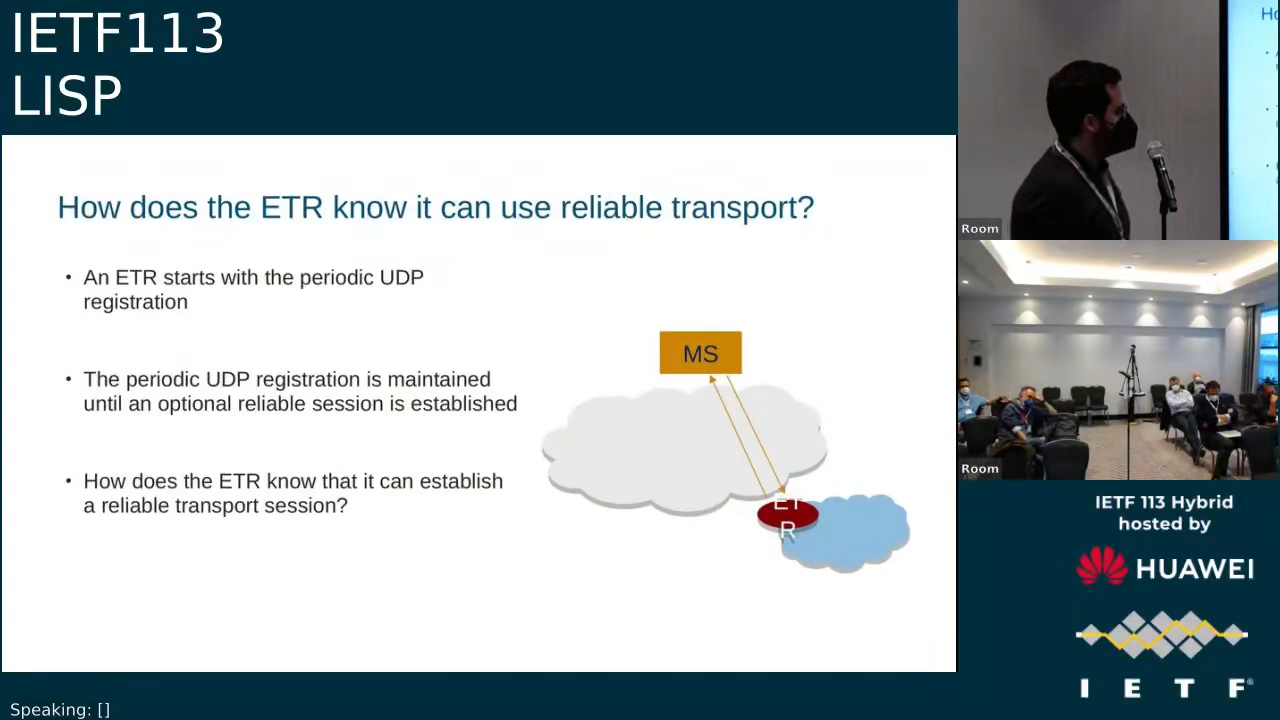 IETF113
LISP
How does the ETR know it can use reliable transport?
• An ETR starts with the periodic UDP
registration
• The periodic UDP registration is maintained
until an optional reliable session is established
• How does the ETR know that it can establish
a reliable transport session?
MS
ET
R
Ho
Room
Room
IETF 113 Hybrid
hosted by
HUAWEI
I E T F®
Speaking: []